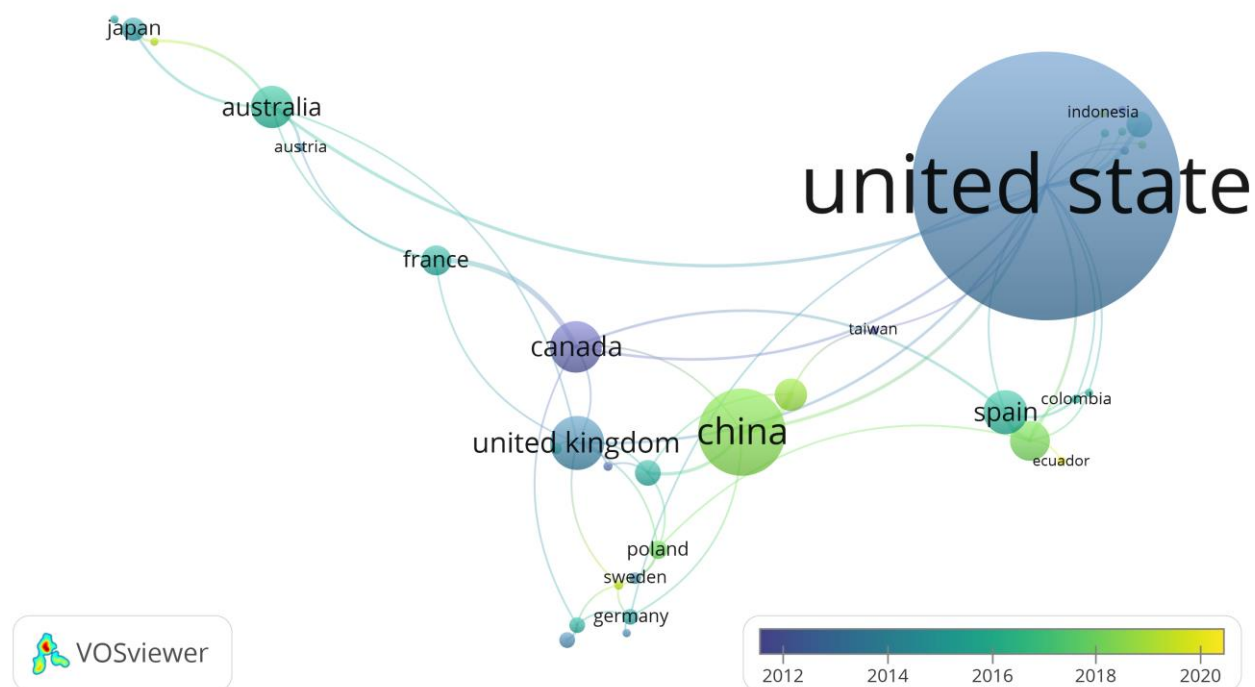 japan
australia
indonesia
austria
united state
france
taiwan
canada
colombia
spain
china
united kingdom
ecuador
poland
sweden
germany
VOSviewer
2012 2014 2016 2018 2020